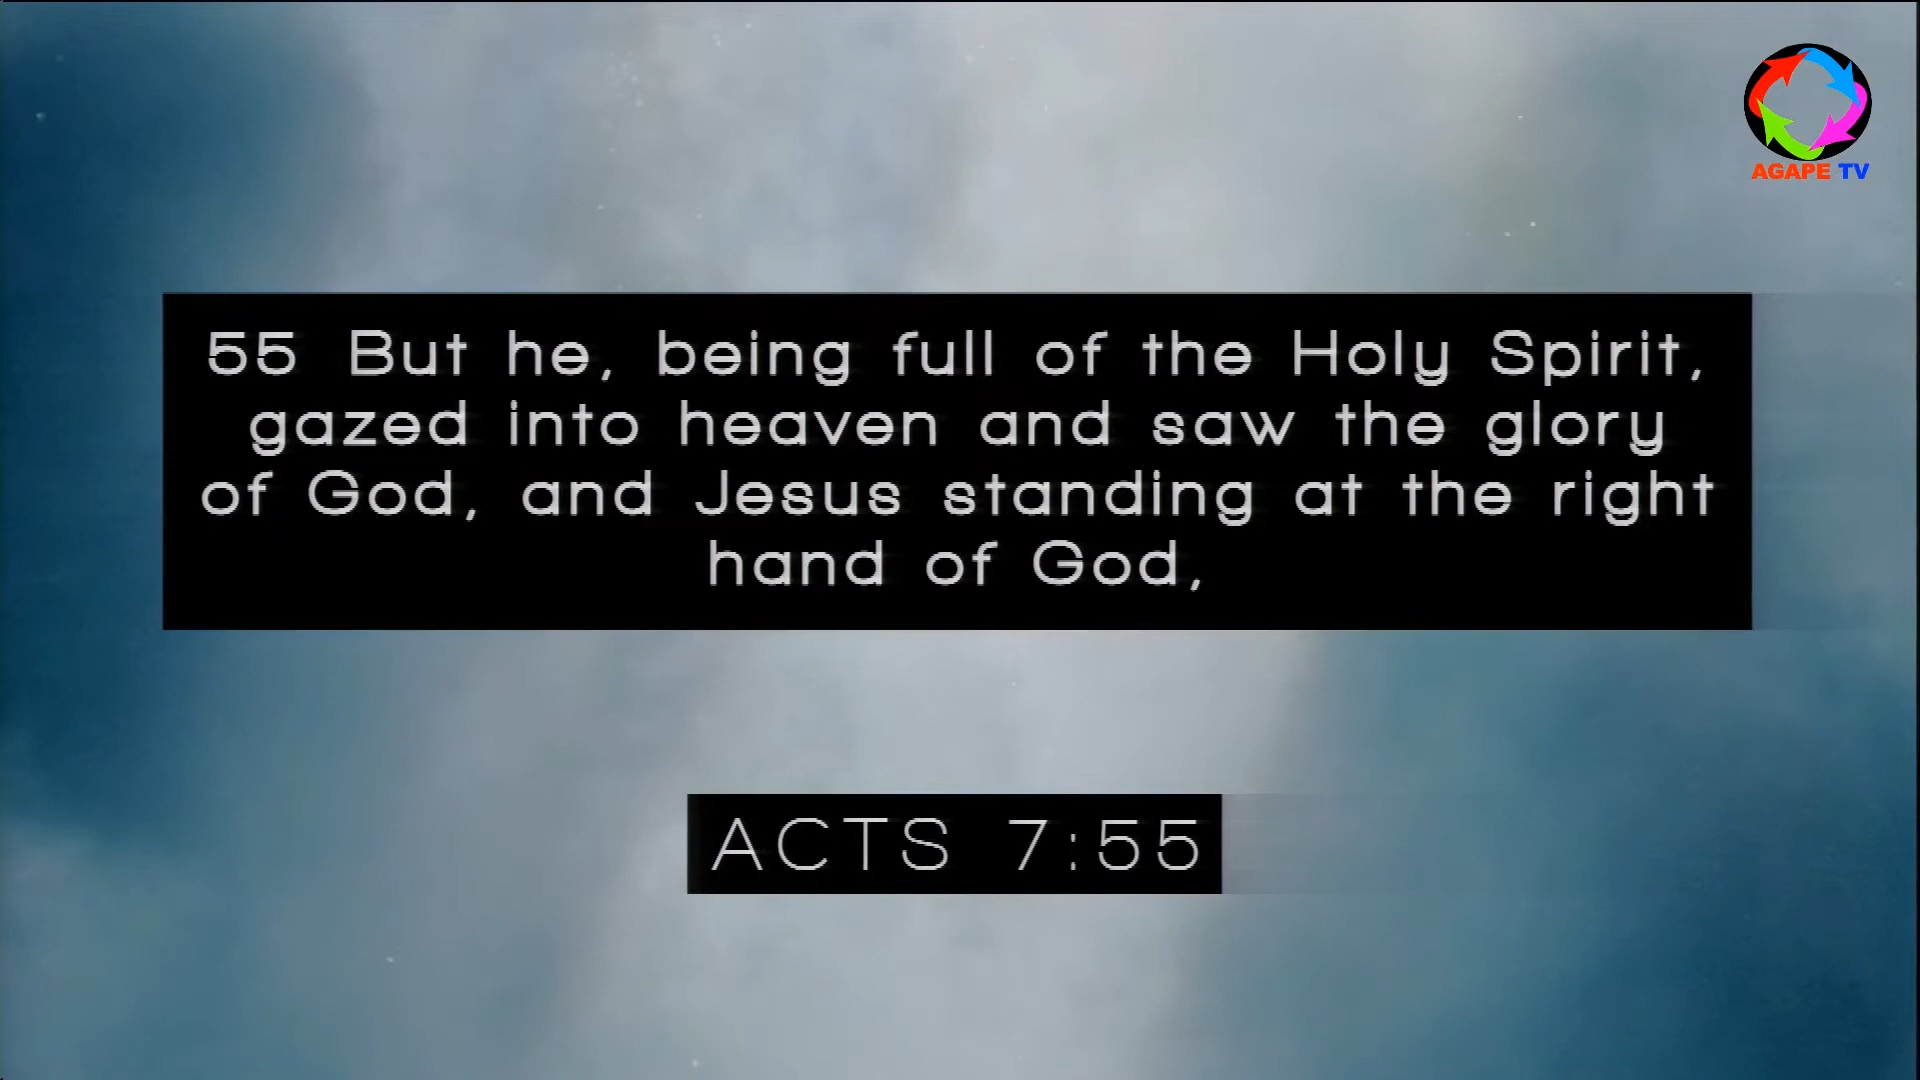 AGAPE TV
55 But he, being full of the Holy Spirit,
gazed into heaven and saw the glory
of God, and Jesus standing at the right
hand of God,
ACTS 7:55